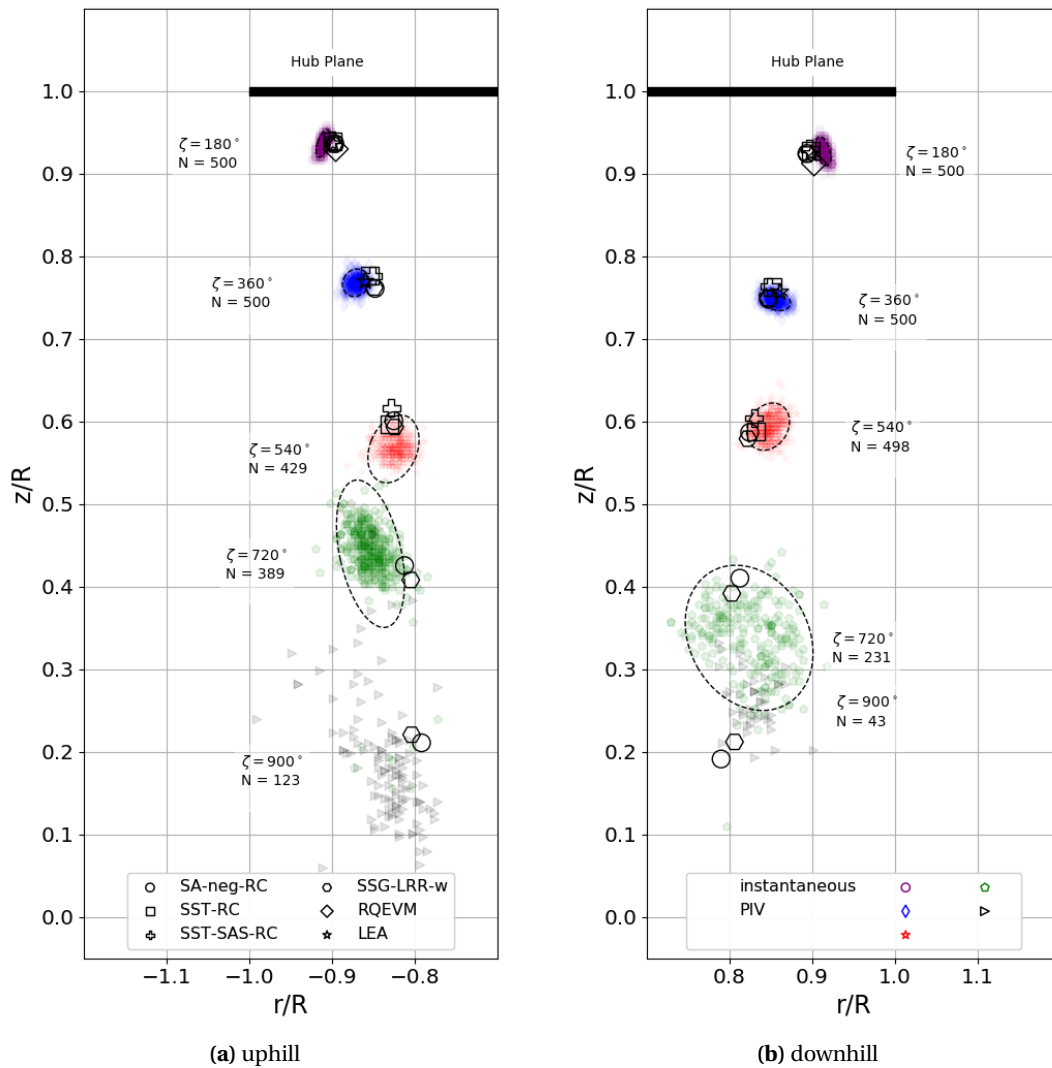 Hub Plane
1.0
ζ = 180°
N = 500
0.9
0.8
ζ = 360°
N = 500
0.7
0.6
ζ = 540°
N = 429
0.5
ζ = 720°
N = 389
0.4
0.3
0.2
ζ = 900°
N = 123
0.1
0.0
z/R
SA-neg-RC
SST-RC
SST-SAS-RC
SSG-LRR-w
RQEVM
LEA
−1.1 −1.0 −0.9 −0.8
r/R
(a) uphill
Hub Plane
1.0
ζ = 180°
N = 500
0.9
0.8
ζ = 360°
N = 500
0.7
0.6
ζ = 540°
N = 498
0.5
0.4
ζ = 720°
N = 231
0.3
ζ = 900°
N = 43
0.2
0.1
0.0
z/R
instantaneous
PIV
0.8 0.9 1.0 1.1
r/R
(b) downhill